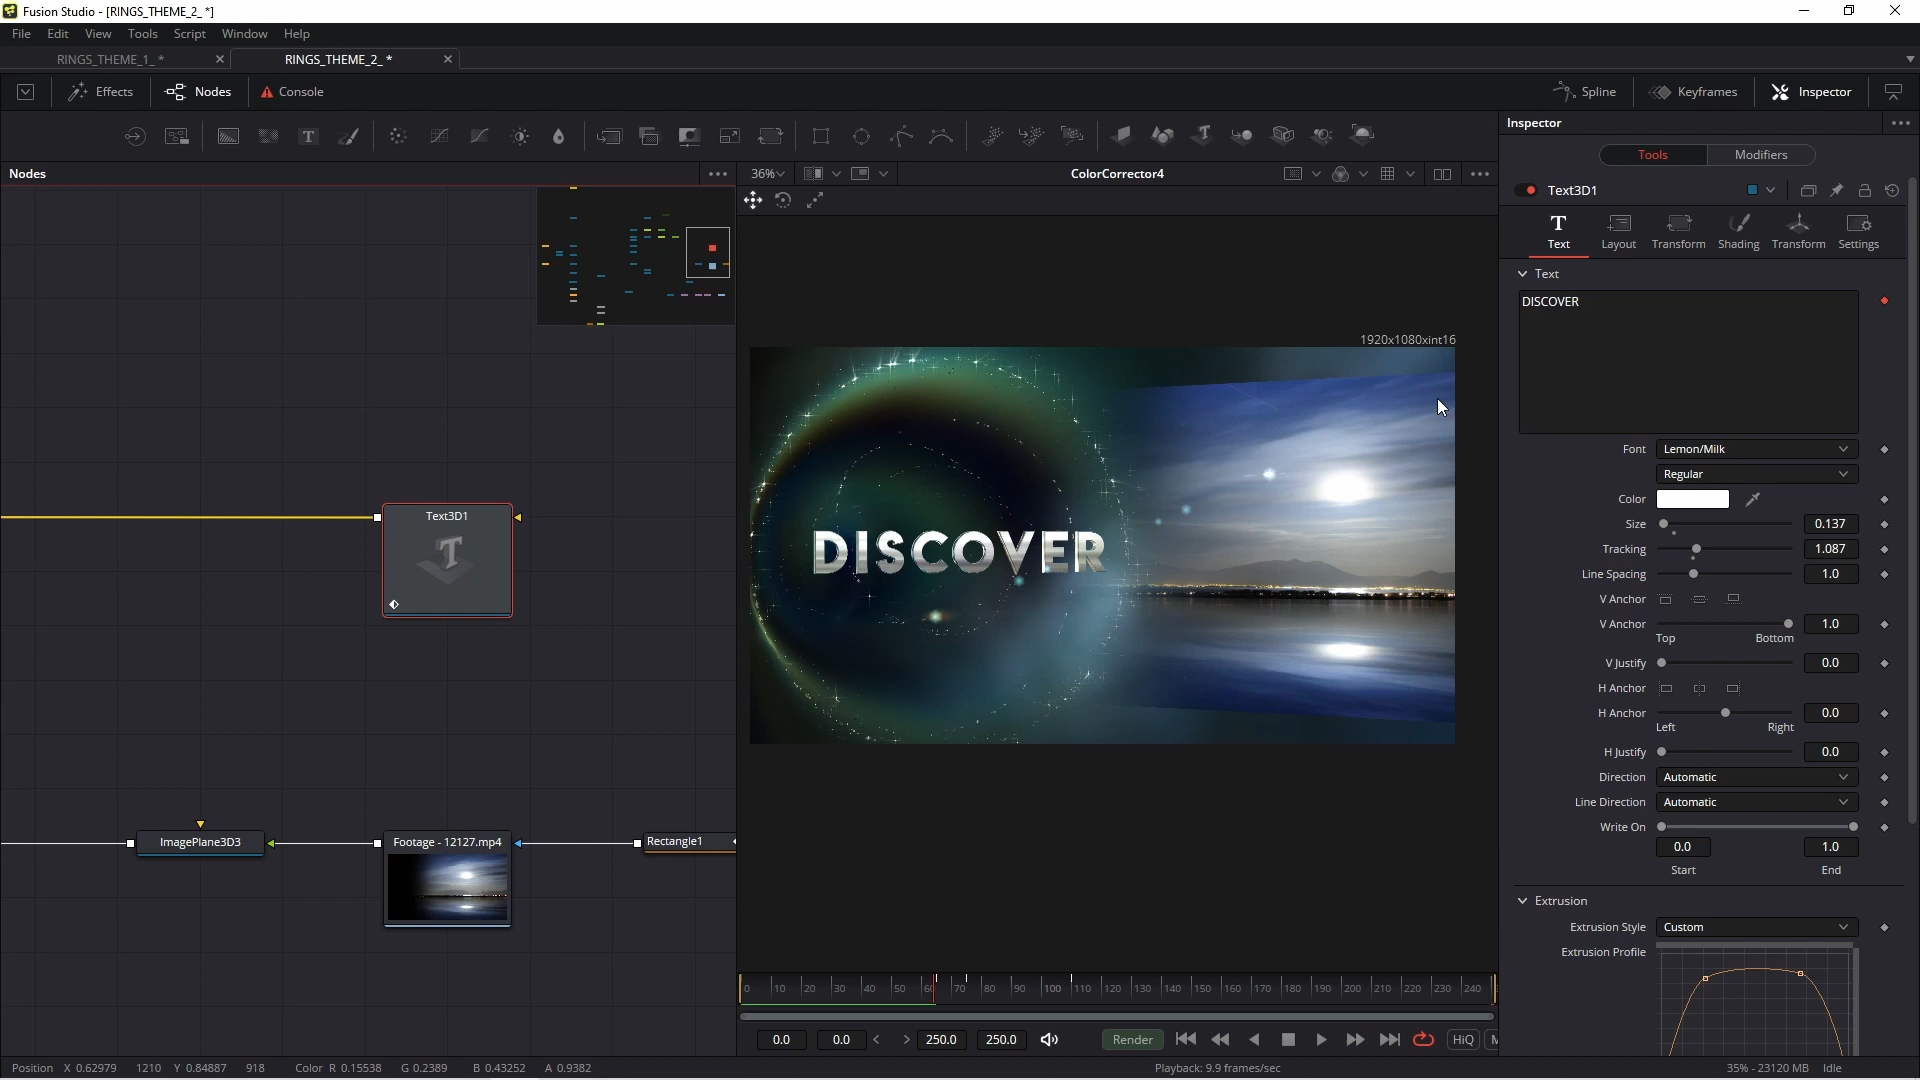 Fusion Studio - [RINGS_THEME_2_ *]
File Edit View Tools Script Window Help
RINGS_THEME_1_ *
RINGS_THEME_2_ *
Effects
Nodes
Console
Spline
Keyframes
Inspector
Nodes
36%
ColorCorrector4
1920x1080xint16
DISCOVER
Text3D1
ImagePlane3D3
Footage - 12127.mp4
Rectangle1
0 10 20 30 40 50 60 70 80 90 100 110 120 130 140 150 160 170 180 190 200 210 220 230 240
0.0 0.0 250.0 250.0 Render HiQ M
Inspector
Tools Modifiers
Text3D1
Text Layout Transform Shading Transform Settings
Text
DISCOVER
Font Lemon/Milk
Regular
Color
Size 0.137
Tracking 1.087
Line Spacing 1.0
V Anchor
V Anchor 1.0
Top Bottom
V Justify 0.0
H Anchor
H Anchor 0.0
Left Right
H Justify 0.0
Direction Automatic
Line Direction Automatic
Write On
0.0 1.0
Start End
Extrusion
Extrusion Style Custom
Extrusion Profile
Position X 0.62979 1210 Y 0.84887 918 Color R 0.15538 G 0.2389 B 0.43252 A 0.9382
Playback: 9.9 frames/sec
35% - 23120 MB Idle